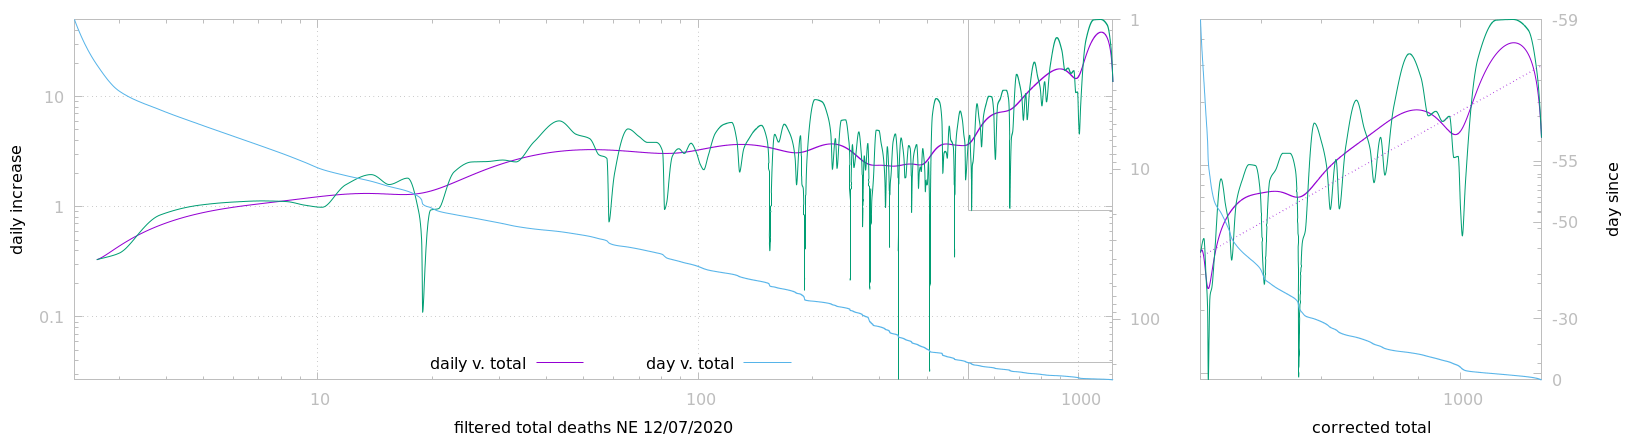 daily increase
10
1
0.1
1
10
100
daily v. total
day v. total
10
100
1000
filtered total deaths NE 12/07/2020
-59
-55
-50
-30
0
day since
1000
corrected total